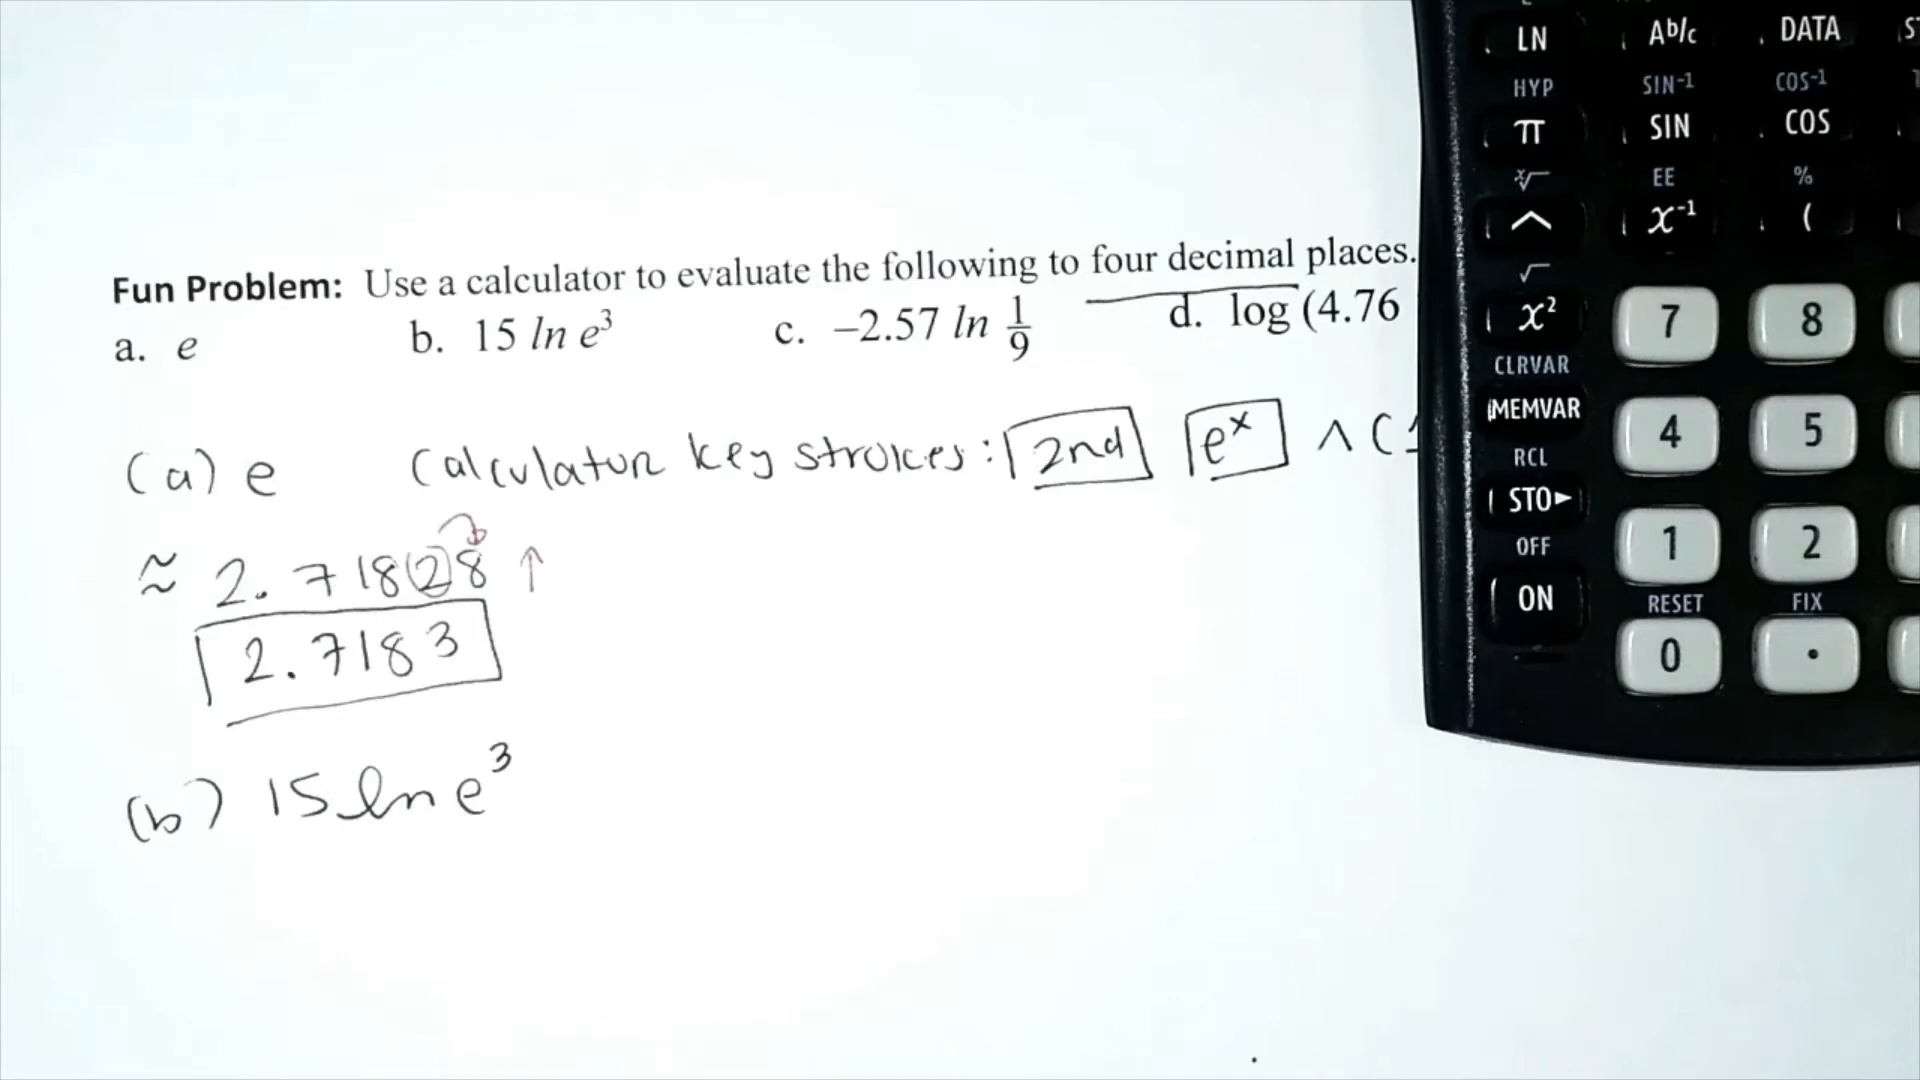 Fun Problem: Use a calculator to evaluate the following to four decimal places.
a. e b. 15 ln e³ c. –2.57 ln 1/9 d. log (4.76
(a) e Calculator key strokes: 2nd eˣ ^ (
≈ 2.71828 ↑
2.7183
(b) 15 ln e³
LN Ab/c DATA
HYP SIN-1 COS-1
π SIN COS
ˣ√ EE %
^ x-1 (
√
x² 7 8
CLRVAR
MEMVAR 4 5
RCL
STO► 1 2
OFF
ON RESET FIX
0 .